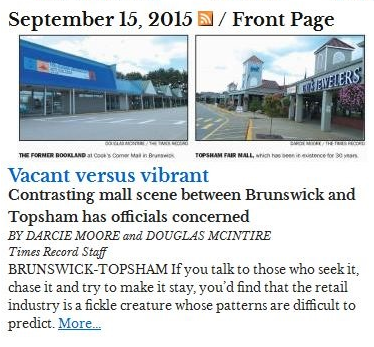 September 15, 2015 / Front Page
JEWELERS
DOUGLAS MCINTIRE / THE TIMES RECORD
DARCIE MOORE / THE TIMES RECORD
THE FORMER BOOKLAND at Cook's Corner Mall in Brunswick.
TOPSHAM FAIR MALL, which has been in existence for 30 years.
Vacant versus vibrant
Contrasting mall scene between Brunswick and
Topsham has officials concerned
BY DARCIE MOORE and DOUGLAS MCINTIRE
Times Record Staff
BRUNSWICK-TOPSHAM If you talk to those who seek it,
chase it and try to make it stay, you'd find that the retail
industry is a fickle creature whose patterns are difficult to
predict. More...